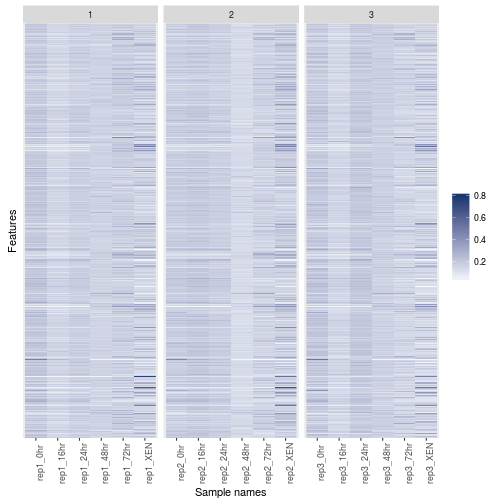 1 2 3
Features
0.8
0.6
0.4
0.2
rep1_0hr
rep1_16hr
rep1_24hr
rep1_48hr
rep1_72hr
rep1_XEN
rep2_0hr
rep2_16hr
rep2_24hr
rep2_48hr
rep2_72hr
rep2_XEN
rep3_0hr
rep3_16hr
rep3_24hr
rep3_48hr
rep3_72hr
rep3_XEN
Sample names